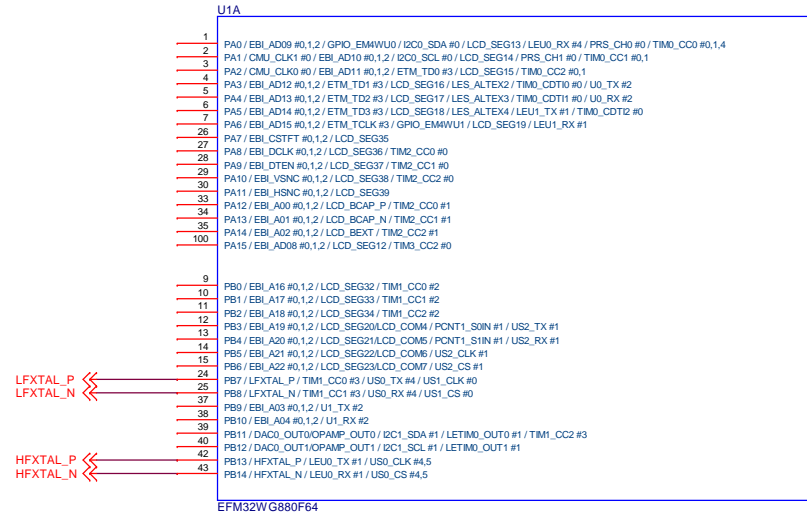 U1A
1 PA0 / EBI_AD09 #0,1,2 / GPIO_EM4WU0 / I2C0_SDA #0 / LCD_SEG13 / LEU0_RX #4 / PRS_CH0 #0 / TIM0_CC0 #0,1,4
2 PA1 / CMU_CLK1 #0 / EBI_AD10 #0,1,2 / I2C0_SCL #0 / LCD_SEG14 / PRS_CH1 #0 / TIM0_CC1 #0,1
3 PA2 / CMU_CLK0 #0 / EBI_AD11 #0,1,2 / ETM_TD0 #3 / LCD_SEG15 / TIM0_CC2 #0,1
4 PA3 / EBI_AD12 #0,1,2 / ETM_TD1 #3 / LCD_SEG16 / LES_ALTEX2 / TIM0_CDTI0 #0 / U0_TX #2
5 PA4 / EBI_AD13 #0,1,2 / ETM_TD2 #3 / LCD_SEG17 / LES_ALTEX3 / TIM0_CDTI1 #0 / U0_RX #2
6 PA5 / EBI_AD14 #0,1,2 / ETM_TD3 #3 / LCD_SEG18 / LES_ALTEX4 / LEU1_TX #1 / TIM0_CDTI2 #0
7 PA6 / EBI_AD15 #0,1,2 / ETM_TCLK #3 / GPIO_EM4WU1 / LCD_SEG19 / LEU1_RX #1
26 PA7 / EBI_CSTFT #0,1,2 / LCD_SEG35
27 PA8 / EBI_DCLK #0,1,2 / LCD_SEG36 / TIM2_CC0 #0
28 PA9 / EBI_DTEN #0,1,2 / LCD_SEG37 / TIM2_CC1 #0
29 PA10 / EBI_VSNC #0,1,2 / LCD_SEG38 / TIM2_CC2 #0
30 PA11 / EBI_HSNC #0,1,2 / LCD_SEG39
33 PA12 / EBI_A00 #0,1,2 / LCD_BCAP_P / TIM2_CC0 #1
34 PA13 / EBI_A01 #0,1,2 / LCD_BCAP_N / TIM2_CC1 #1
35 PA14 / EBI_A02 #0,1,2 / LCD_BEXT / TIM2_CC2 #1
100 PA15 / EBI_AD08 #0,1,2 / LCD_SEG12 / TIM3_CC2 #0
9 PB0 / EBI_A16 #0,1,2 / LCD_SEG32 / TIM1_CC0 #2
10 PB1 / EBI_A17 #0,1,2 / LCD_SEG33 / TIM1_CC1 #2
11 PB2 / EBI_A18 #0,1,2 / LCD_SEG34 / TIM1_CC2 #2
12 PB3 / EBI_A19 #0,1,2 / LCD_SEG20/LCD_COM4 / PCNT1_S0IN #1 / US2_TX #1
13 PB4 / EBI_A20 #0,1,2 / LCD_SEG21/LCD_COM5 / PCNT1_S1IN #1 / US2_RX #1
14 PB5 / EBI_A21 #0,1,2 / LCD_SEG22/LCD_COM6 / US2_CLK #1
15 PB6 / EBI_A22 #0,1,2 / LCD_SEG23/LCD_COM7 / US2_CS #1
LFXTAL_P 24 PB7 / LFXTAL_P / TIM1_CC0 #3 / US0_TX #4 / US1_CLK #0
LFXTAL_N 25 PB8 / LFXTAL_N / TIM1_CC1 #3 / US0_RX #4 / US1_CS #0
37 PB9 / EBI_A03 #0,1,2 / U1_TX #2
38 PB10 / EBI_A04 #0,1,2 / U1_RX #2
39 PB11 / DAC0_OUT0/OPAMP_OUT0 / I2C1_SDA #1 / LETIM0_OUT0 #1 / TIM1_CC2 #3
40 PB12 / DAC0_OUT1/OPAMP_OUT1 / I2C1_SCL #1 / LETIM0_OUT1 #1
HFXTAL_P 42 PB13 / HFXTAL_P / LEU0_TX #1 / US0_CLK #4,5
HFXTAL_N 43 PB14 / HFXTAL_N / LEU0_RX #1 / US0_CS #4,5
EFM32WG880F64